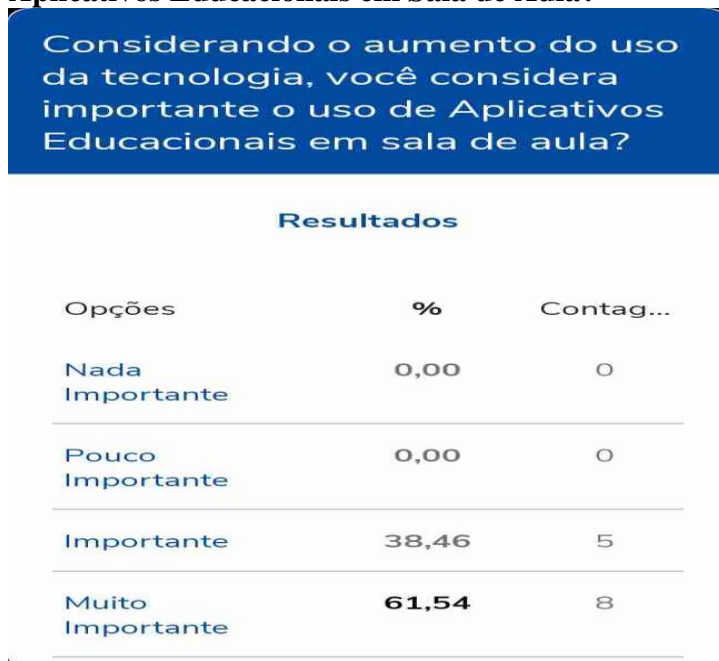 Aplicativos Educacionais em Sala de Aula?
Considerando o aumento do uso
da tecnologia, você considera
importante o uso de Aplicativos
Educacionais em sala de aula?
Resultados
Opções % Contag...
Nada
Importante 0,00 0
Pouco
Importante 0,00 0
Importante 38,46 5
Muito
Importante 61,54 8